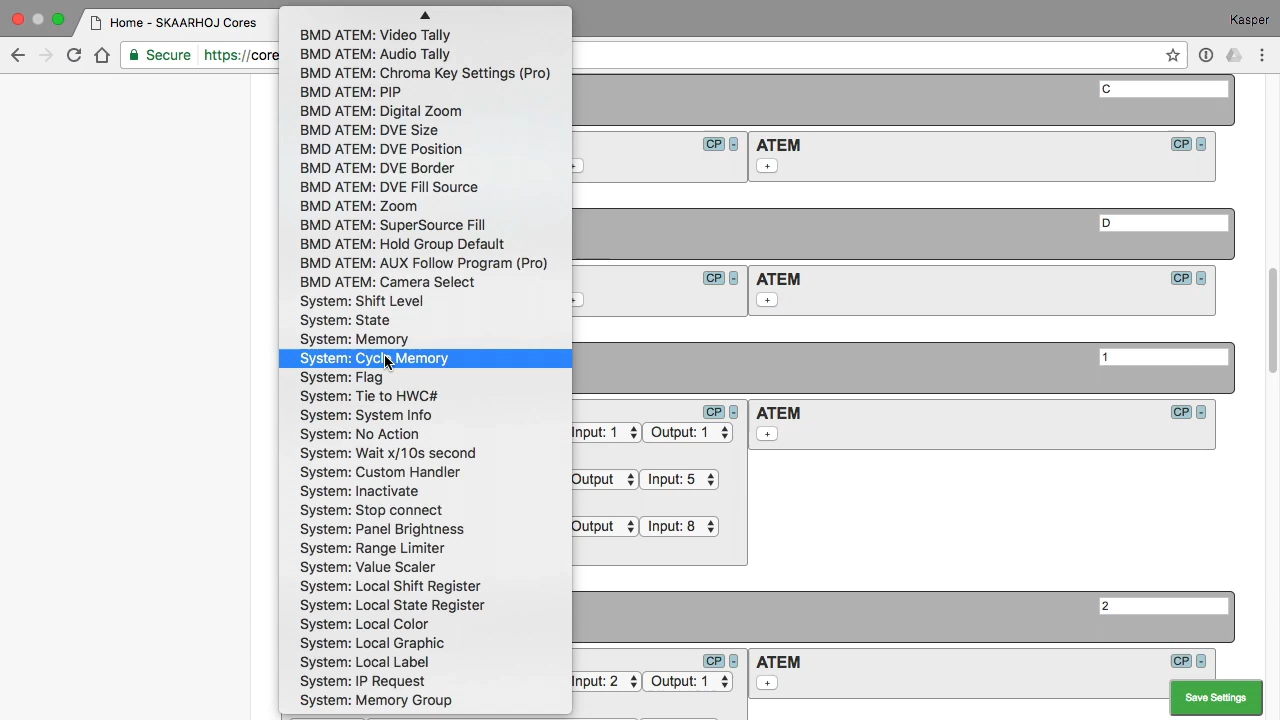 Home - SKAARHOJ Cores
Kasper
Secure
https://core
BMD ATEM: Video Tally
BMD ATEM: Audio Tally
BMD ATEM: Chroma Key Settings (Pro)
BMD ATEM: PIP
BMD ATEM: Digital Zoom
BMD ATEM: DVE Size
BMD ATEM: DVE Position
BMD ATEM: DVE Border
BMD ATEM: DVE Fill Source
BMD ATEM: Zoom
BMD ATEM: SuperSource Fill
BMD ATEM: Hold Group Default
BMD ATEM: AUX Follow Program (Pro)
BMD ATEM: Camera Select
System: Shift Level
System: State
System: Memory
System: Cycle Memory
System: Flag
System: Tie to HWC#
System: System Info
System: No Action
System: Wait x/10s second
System: Custom Handler
System: Inactivate
System: Stop connect
System: Panel Brightness
System: Range Limiter
System: Value Scaler
System: Local Shift Register
System: Local State Register
System: Local Color
System: Local Graphic
System: Local Label
System: IP Request
System: Memory Group
C
CP - ATEM CP -
+ +
D
CP - ATEM CP -
+ +
1
CP - ATEM CP -
Input: 1 Output: 1 +
Output Input: 5
Output Input: 8
2
CP - ATEM CP -
Input: 2 Output: 1 +
Save Settings